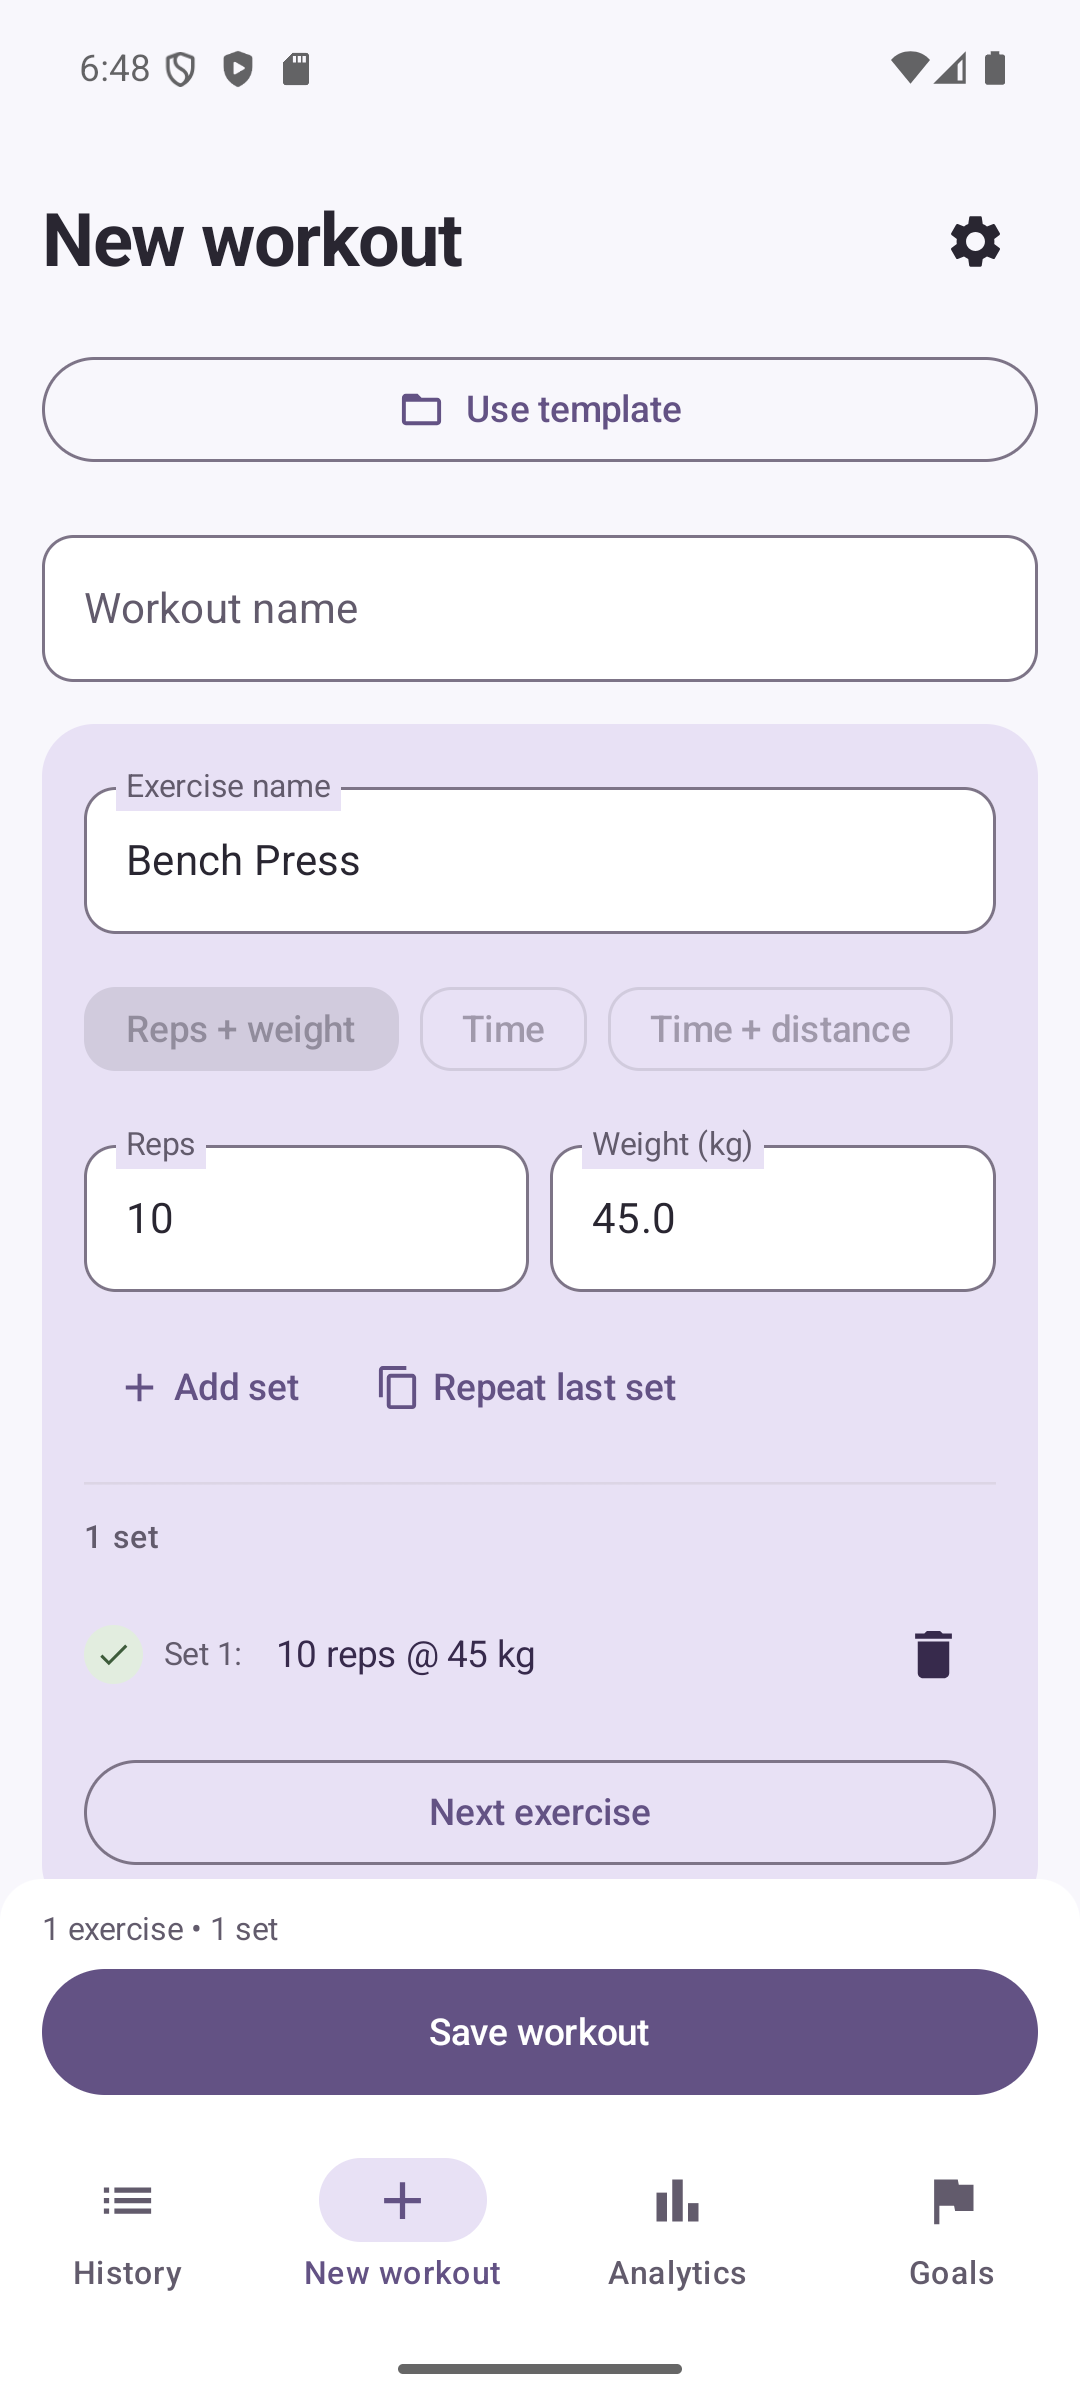 6:48
New workout
Use template
Workout name
Exercise name
Bench Press
Reps + weight
Time
Time + distance
Reps
10
Weight (kg)
45.0
Add set
Repeat last set
1 set
Set 1:
10 reps @ 45 kg
Next exercise
1 exercise • 1 set
Save workout
History
New workout
Analytics
Goals